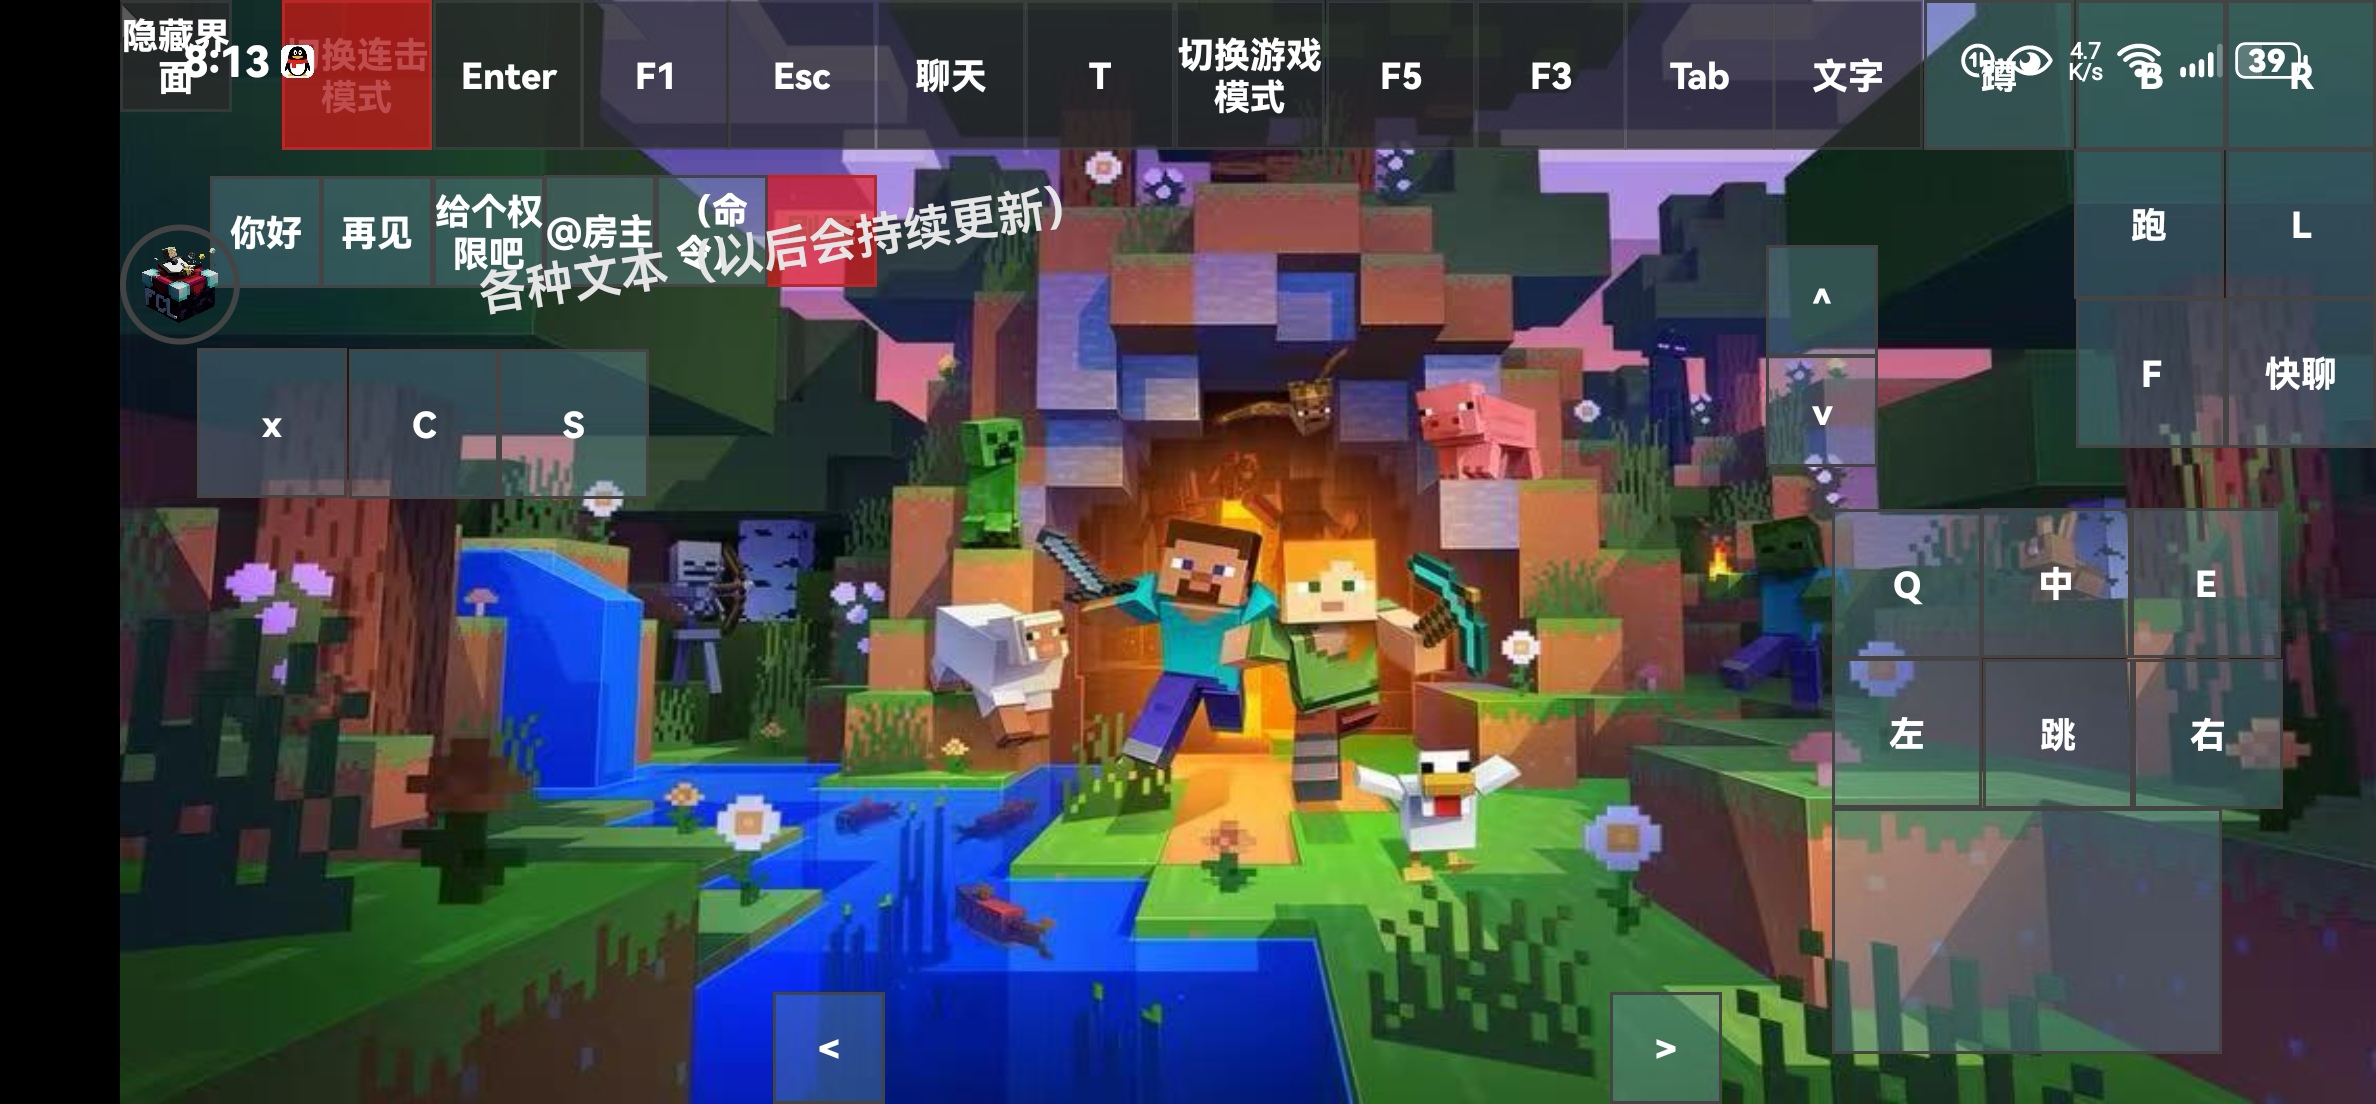 隐藏界
面
8:13
切换连击
模式
Enter
F1
Esc
聊天
T
切换游戏
模式
F5
F3
Tab
文字
蹲
4.7
K/s
B
39
R
你好
再见
给个权
限吧
@房主
(命
令)
各种文本（以后会持续更新）
跑
L
FCL
^
v
F
快聊
x
C
S
Q
中
E
左
跳
右
<
>